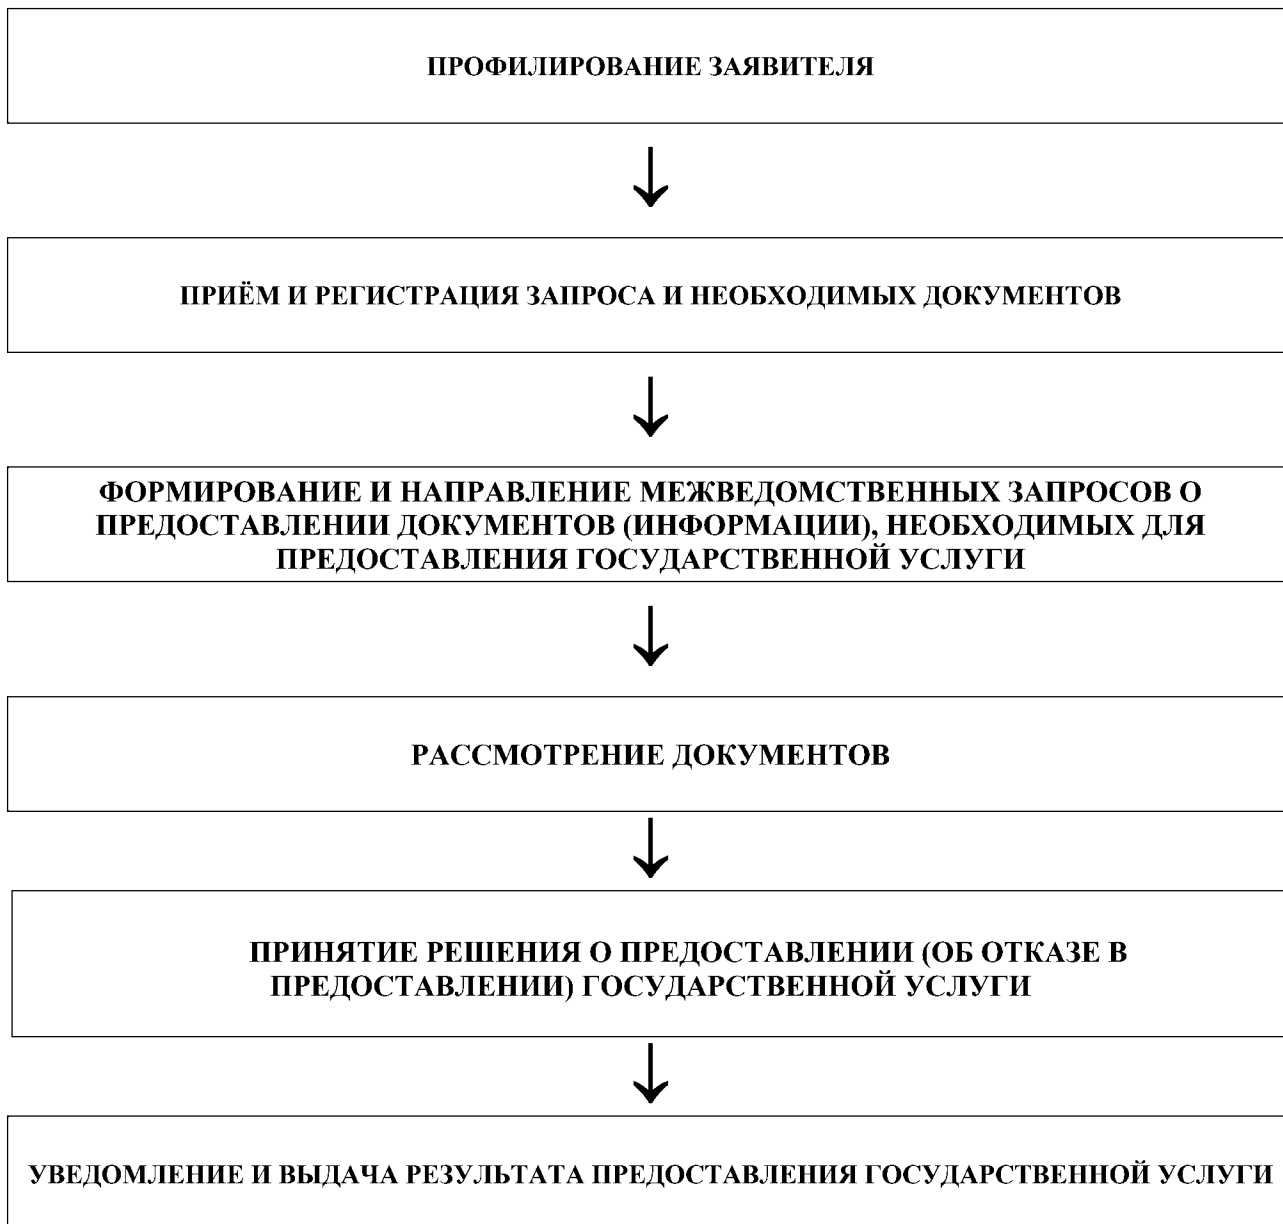 ПРОФИЛИРОВАНИЕ ЗАЯВИТЕЛЯ
ПРИЁМ И РЕГИСТРАЦИЯ ЗАПРОСА И НЕОБХОДИМЫХ ДОКУМЕНТОВ
ФОРМИРОВАНИЕ И НАПРАВЛЕНИЕ МЕЖВЕДОМСТВЕННЫХ ЗАПРОСОВ О
ПРЕДОСТАВЛЕНИИ ДОКУМЕНТОВ (ИНФОРМАЦИИ), НЕОБХОДИМЫХ ДЛЯ
ПРЕДОСТАВЛЕНИЯ ГОСУДАРСТВЕННОЙ УСЛУГИ
РАССМОТРЕНИЕ ДОКУМЕНТОВ
ПРИНЯТИЕ РЕШЕНИЯ О ПРЕДОСТАВЛЕНИИ (ОБ ОТКАЗЕ В
ПРЕДОСТАВЛЕНИИ) ГОСУДАРСТВЕННОЙ УСЛУГИ
УВЕДОМЛЕНИЕ И ВЫДАЧА РЕЗУЛЬТАТА ПРЕДОСТАВЛЕНИЯ ГОСУДАРСТВЕННОЙ УСЛУГИ